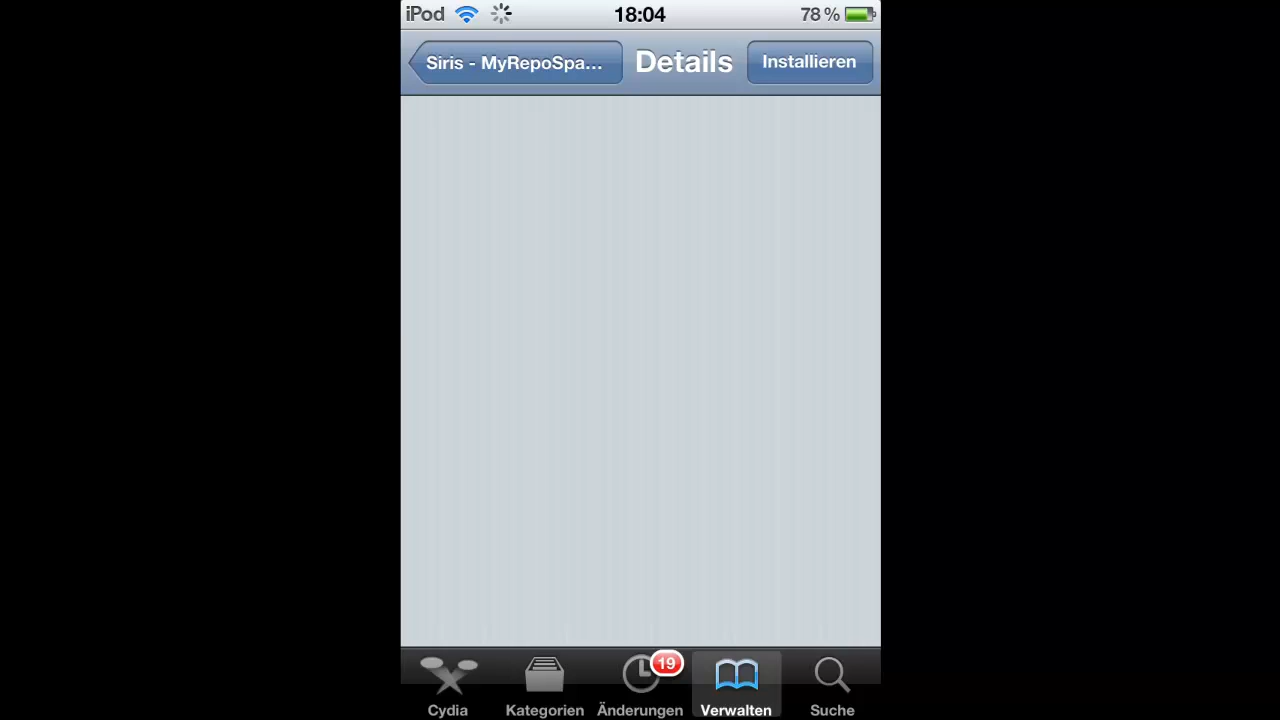 iPod 18:04 78 %
Siris - MyRepoSpa... Details Installieren
19
Cydia Kategorien Änderungen Verwalten Suche